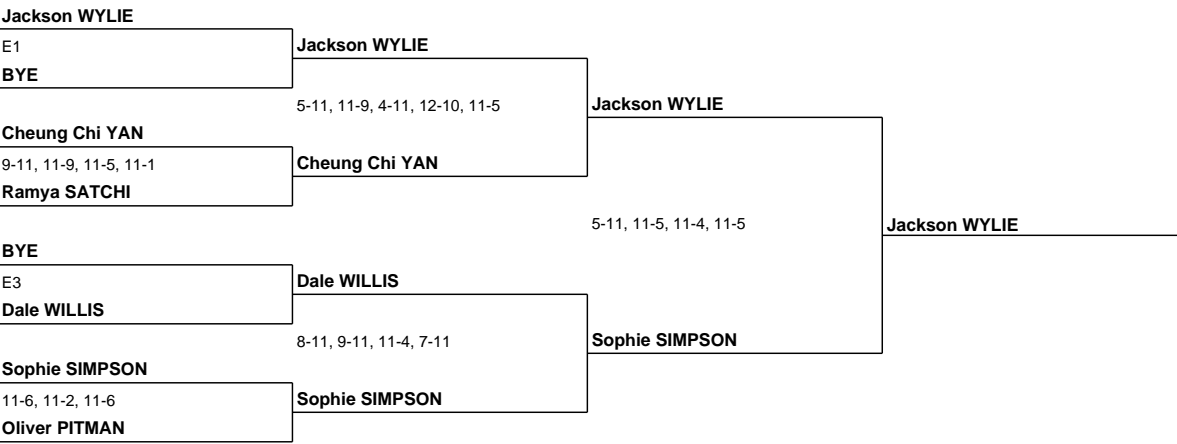 Jackson WYLIE
E1
BYE
Jackson WYLIE
5-11, 11-9, 4-11, 12-10, 11-5
Cheung Chi YAN
9-11, 11-9, 11-5, 11-1
Ramya SATCHI
Cheung Chi YAN
Jackson WYLIE
5-11, 11-5, 11-4, 11-5
Jackson WYLIE
BYE
E3
Dale WILLIS
Dale WILLIS
8-11, 9-11, 11-4, 7-11
Sophie SIMPSON
Sophie SIMPSON
11-6, 11-2, 11-6
Oliver PITMAN
Sophie SIMPSON